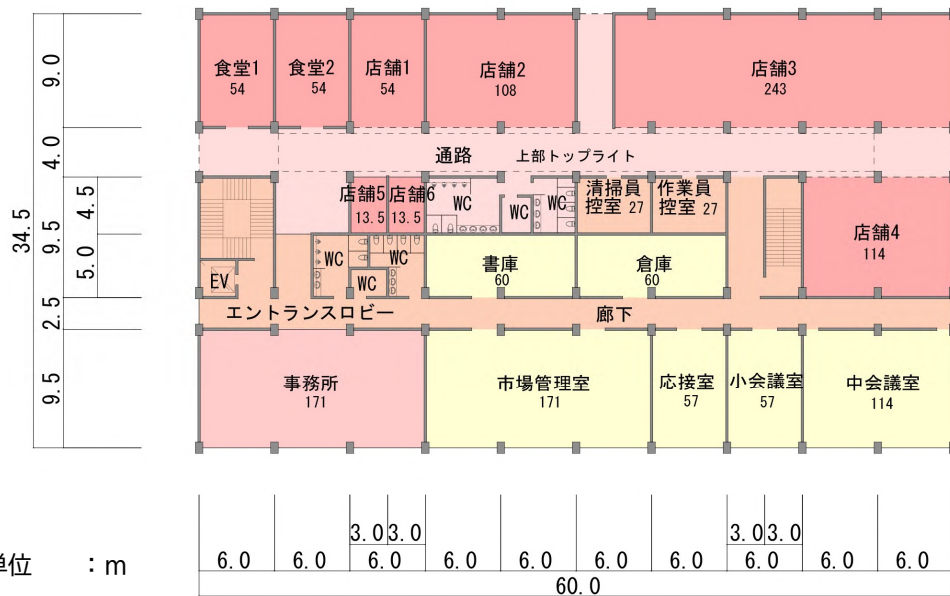 食堂1
54
食堂2
54
店舗1
54
店舗2
108
店舗3
243
通路
上部トップライト
店舗5
13.5
店舗6
13.5
WC
WC
WC
清掃員
控室 27
作業員
控室 27
店舗4
114
WC
WC
WC
EV
書庫
60
倉庫
60
エントランスロビー
廊下
事務所
171
市場管理室
171
応接室
57
小会議室
57
中会議室
114
34.5
9.0
4.0
9.5
4.5
5.0
2.5
9.5
3.0 3.0
3.0 3.0
6.0 6.0 6.0 6.0 6.0 6.0 6.0 6.0 6.0 6.0
60.0
単位 : m